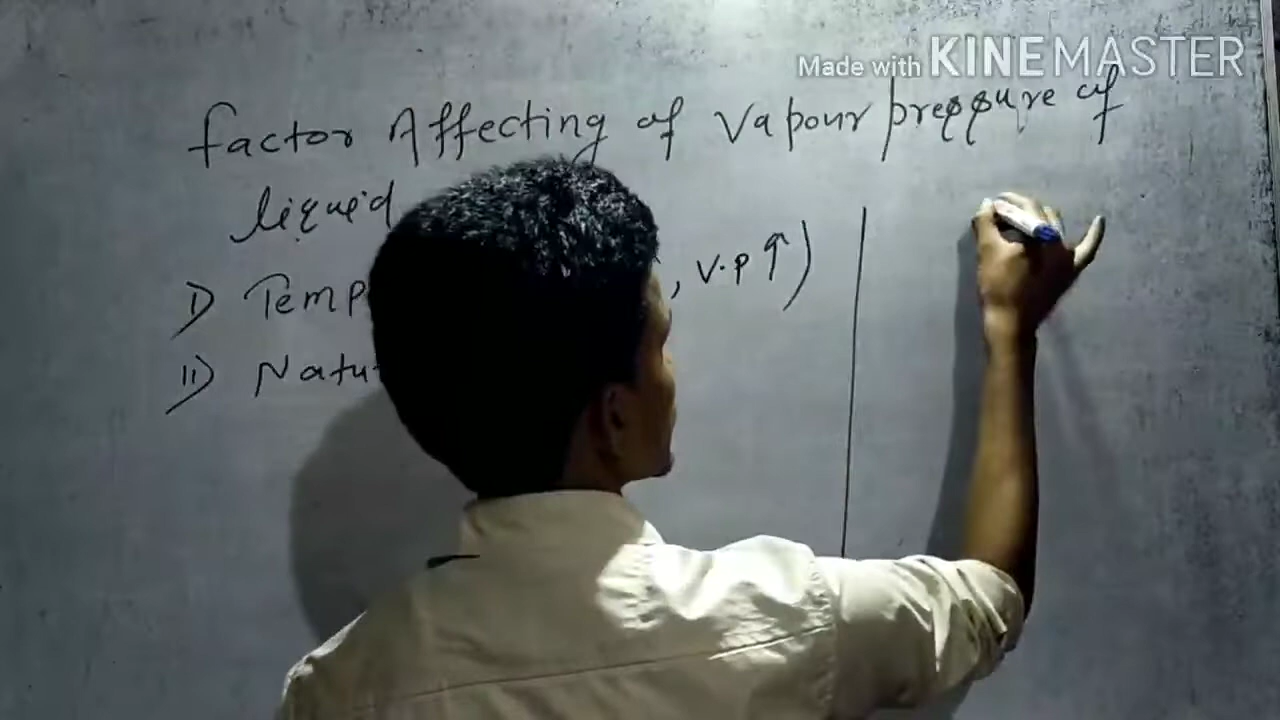 Made with KINEMASTER
factor Affecting of Vapour pressure of
liquid
I) Temp , V.P ↑)
II) Natu